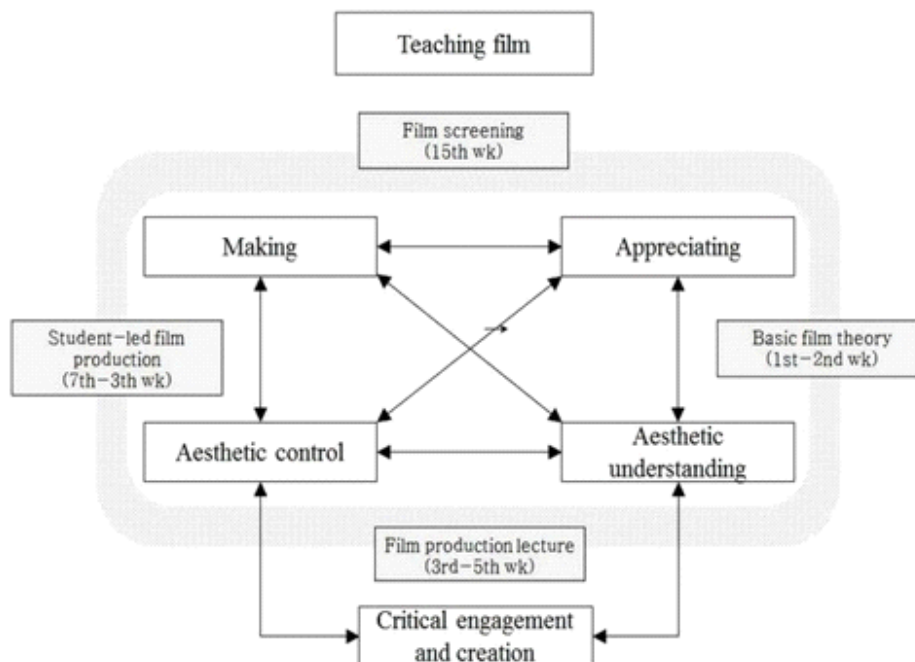 Teaching film
Film screening
(15th wk)
Making
Appreciating
Student-led film
production
(7th-3th wk)
Basic film theory
(1st-2nd wk)
Aesthetic control
Aesthetic
understanding
Film production lecture
(3rd-5th wk)
Critical engagement
and creation